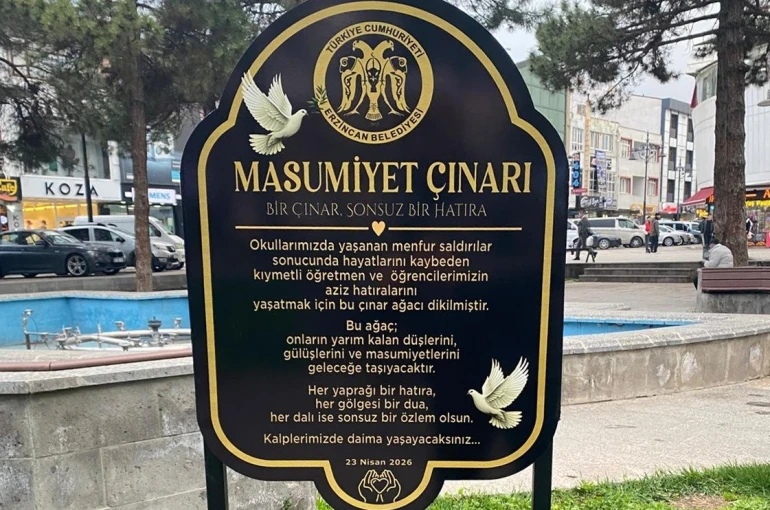 TÜRKİYE CUMHURİYETİ
ERZİNCAN BELEDİYESİ
MASUMİYET ÇINARI
BİR ÇINAR, SONSUZ BİR HATIRA
Okullarımızda yaşanan menfur saldırılar
sonucunda hayatlarını kaybeden
kıymetli öğretmen ve öğrencilerimizin
aziz hatıralarını
yaşatmak için bu çınar ağacı dikilmiştir.
Bu ağaç;
onların yarım kalan düşlerini,
gülüşlerini ve masumiyetlerini
geleceğe taşıyacaktır.
Her yaprağı bir hatıra,
her gölgesi bir dua,
her dalı ise sonsuz bir özlem olsun.
Kalplerimizde daima yaşayacaksınız...
23 Nisan 2026
KOZA